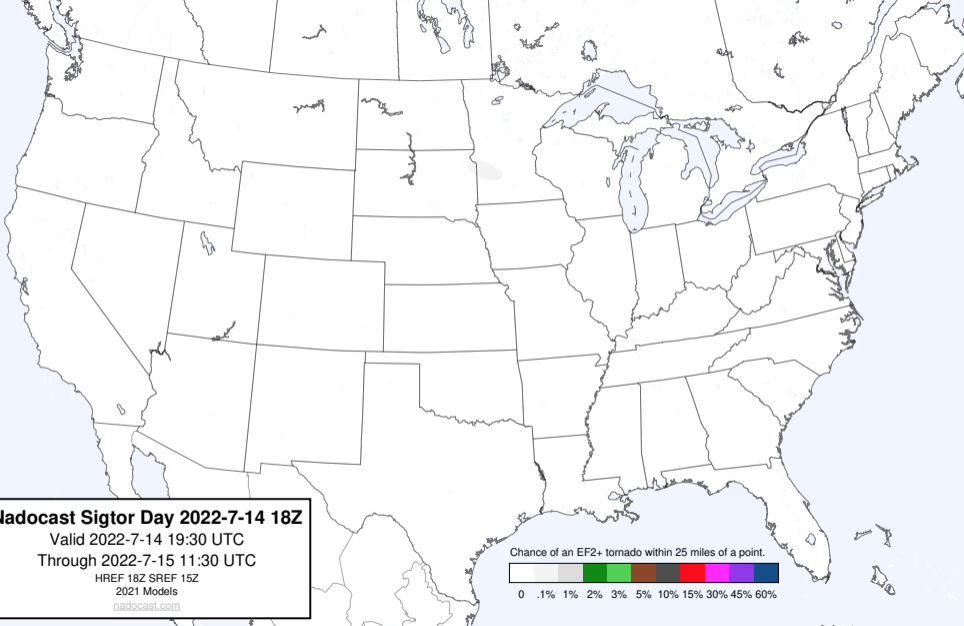 Nadocast Sigtor Day 2022-7-14 18Z
Valid 2022-7-14 19:30 UTC
Through 2022-7-15 11:30 UTC
HREF 18Z SREF 15Z
2021 Models
nadocast.com
Chance of an EF2+ tornado within 25 miles of a point.
0 .1% 1% 2% 3% 5% 10% 15% 30% 45% 60%